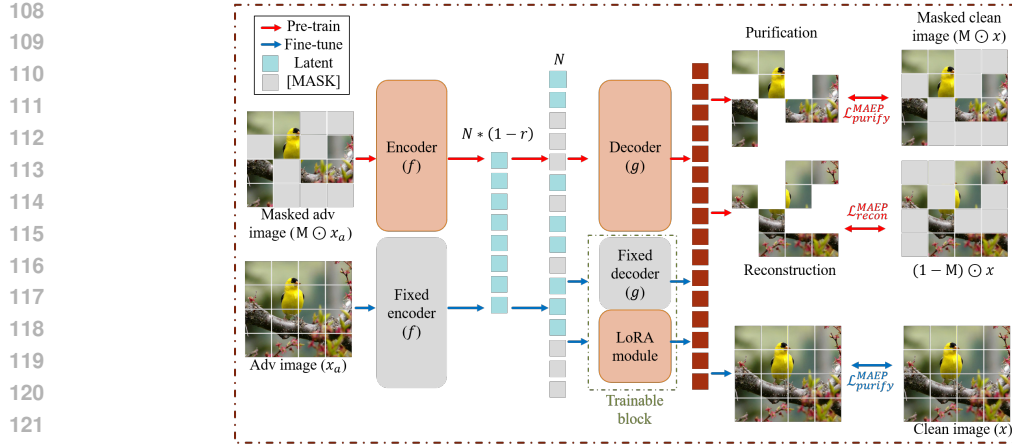 108
109
110
111
112
113
114
115
116
117
118
119
120
121
Pre-train
Fine-tune
Latent
[MASK]
Masked adv
image (M ⊙ x_a)
Adv image (x_a)
Encoder
(f)
Fixed
encoder
(f)
N * (1 − r)
N
Decoder
(g)
Fixed
decoder
(g)
LoRA
module
Trainable
block
Purification
Reconstruction
Masked clean
image (M ⊙ x)
ℒ_purify^MAEP
ℒ_recon^MAEP
(1 − M) ⊙ x
ℒ_purify^MAEP
Clean image (x)